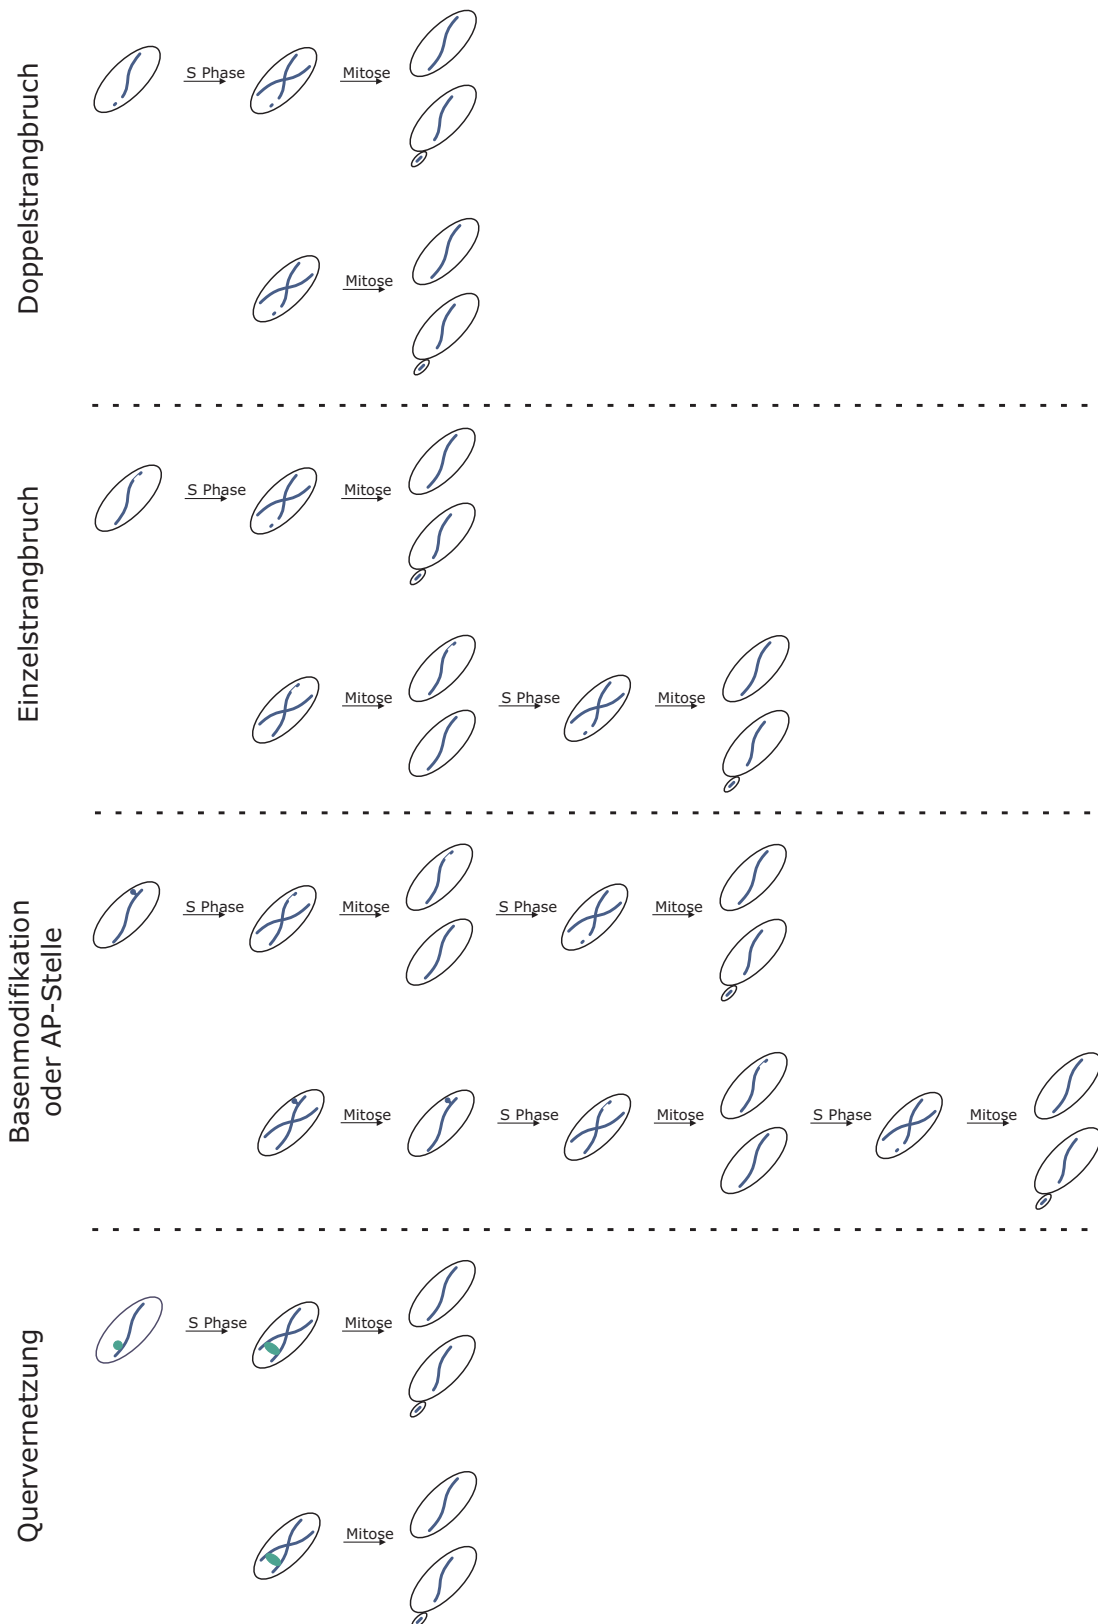 Doppelstrangbruch
S Phase
Mitose
Mitose
Einzelstrangbruch
S Phase
Mitose
Mitose
S Phase
Mitose
Basenmodifikation
oder AP-Stelle
S Phase
Mitose
S Phase
Mitose
Mitose
S Phase
Mitose
S Phase
Mitose
Quervernetzung
S Phase
Mitose
Mitose